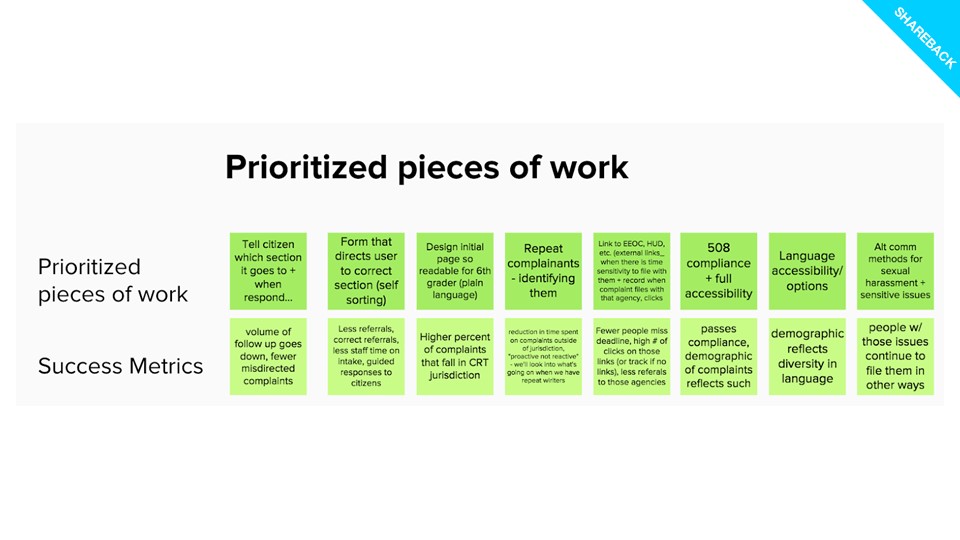 SHAREBACK
Prioritized pieces of work
Prioritized
pieces of work
Tell citizen
which section
it goes to +
when
respond...
Form that
directs user
to correct
section (self
sorting)
Design initial
page so
readable for 6th
grader (plain
language)
Repeat
complainants
- identifying
them
Link to EEOC, HUD,
etc. (external links_
when there is time
sensitivity to file with
them + record when
complaint files with
that agency, clicks
508
compliance
+ full
accessibility
Language
accessibility/
options
Alt comm
methods for
sexual
harassment +
sensitive issues
Success Metrics
volume of
follow up goes
down, fewer
misdirected
complaints
Less referrals,
correct referrals,
less staff time on
intake, guided
responses to
citizens
Higher percent
of complaints
that fall in CRT
jurisdiction
reduction in time spent
on complaints outside
of jurisdiction,
"proactive not reactive"
- we'll look into what's
going on when we have
repeat writers
Fewer people miss
deadline, high # of
clicks on those
links (or track if no
links), less referals
to those agencies
passes
compliance,
demographic
of complaints
reflects such
demographic
reflects
diversity in
language
people w/
those issues
continue to
file them in
other ways